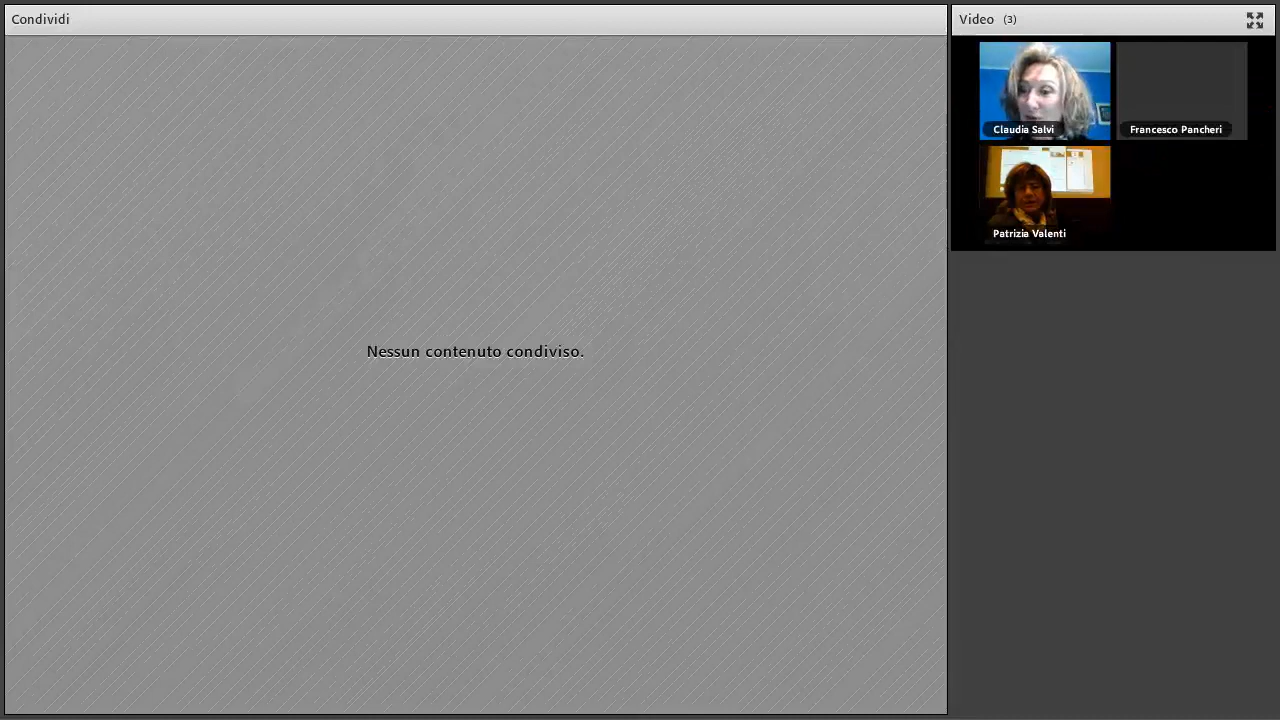 Condividi
Nessun contenuto condiviso.
Video (3)
Claudia Salvi
Francesco Pancheri
Patrizia Valenti